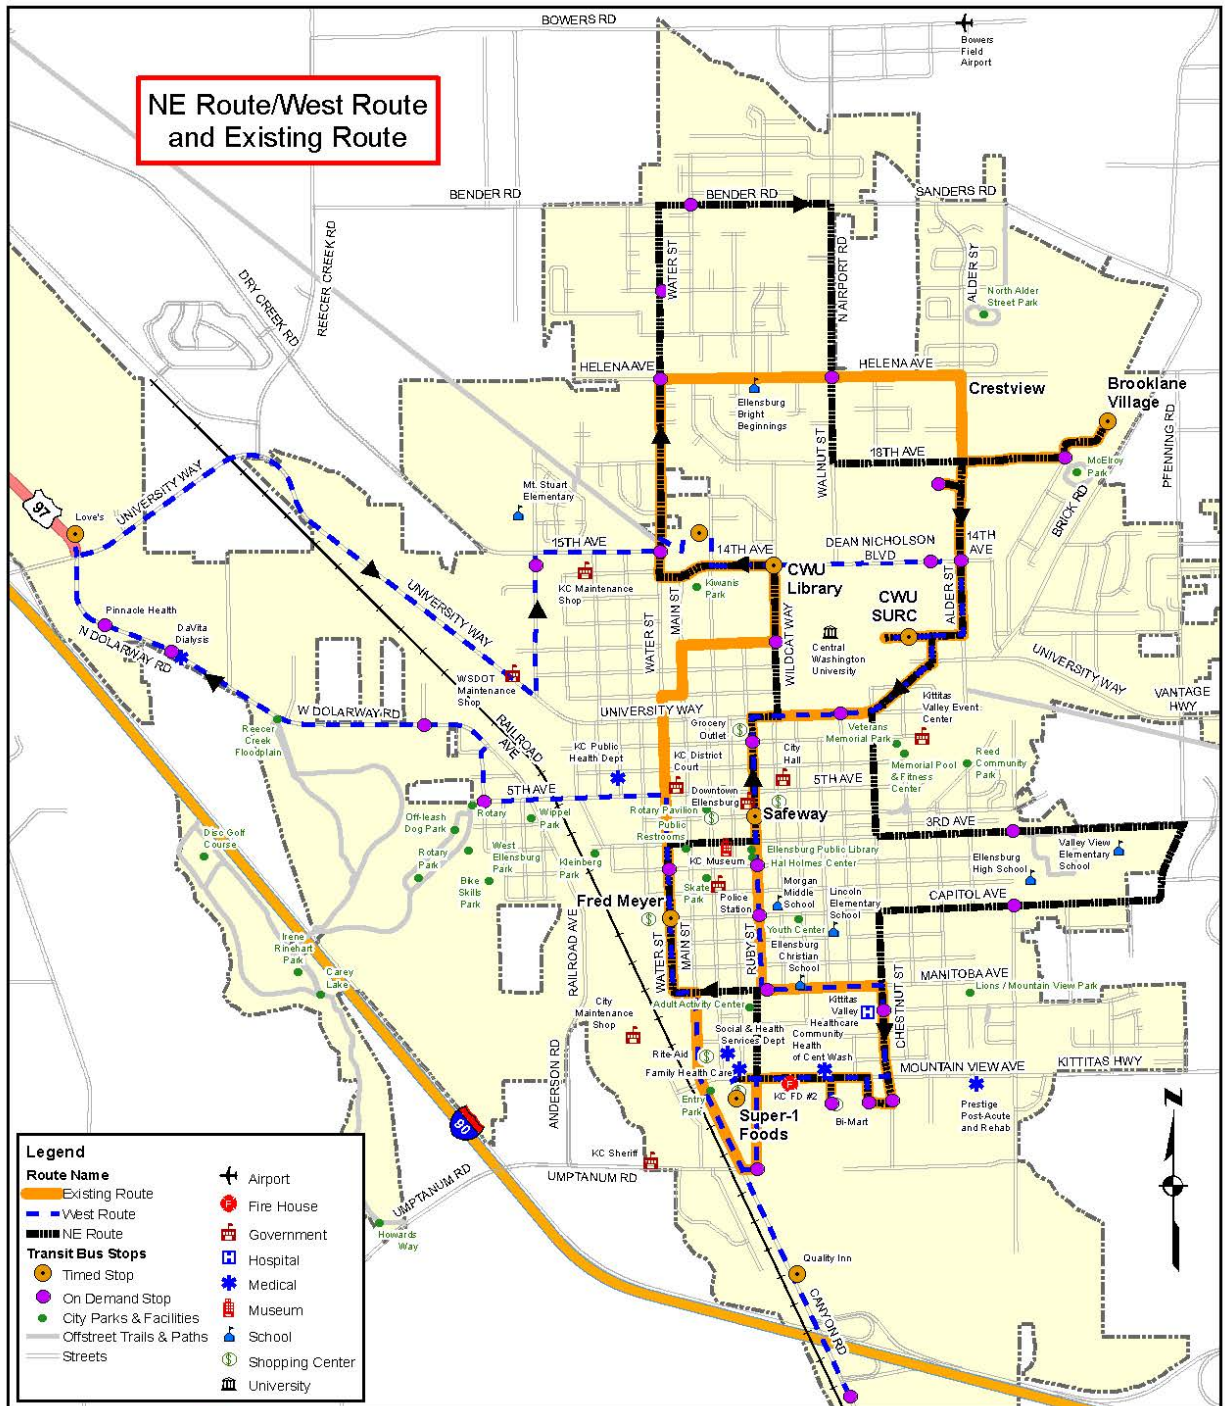 BOWERS RD
Bowers
Field
Airport
NE Route/West Route
and Existing Route
BENDER RD
BENDER RD
SANDERS RD
REECER CREEK RD
DRY CREEK RD
WATER ST
N AIRPORT RD
ALDER ST
North Alder
Street Park
HELENA AVE
HELENA AVE
Ellensburg
Bright
Beginnings
Crestview
Brooklane
Village
PFENNING RD
WALNUT ST
18TH AVE
McElroy
Park
BRICK RD
97
UNIVERSITY WAY
Love's
Mt. Stuart
Elementary
15TH AVE
14TH AVE
DEAN NICHOLSON
BLVD
14TH
AVE
KC Maintenance
Shop
Kiwanis
Park
CWU
Library
CWU
SURC
ALDER ST
UNIVERSITY WAY
Pinnacle Health
DaVita
Dialysis
N DOLARWAY RD
WATER ST
MAIN ST
WILDCAT WAY
Central
Washington
University
UNIVERSITY WAY
VANTAGE
HWY
WSDOT
Maintenance
Shop
W DOLARWAY RD
RAILROAD
AVE
UNIVERSITY WAY
Kittitas
Valley Event
Center
Reecer
Creek
Floodplain
Grocery
Outlet
Veterans
Memorial Park
KC Public
Health Dept
KC District
Court
City
Hall
Memorial Pool
& Fitness
Center
Reed
Community
Park
5TH AVE
5TH AVE
Downtown
Ellensburg
Rotary
Rotary Pavilion
Off-leash
Dog Park
Wippel
Park
Public
Restrooms
Safeway
3RD AVE
Disc Golf
Course
Rotary
Park
West
Ellensburg
Park
Kleinberg
Park
KC Museum
Ellensburg Public Library
Hal Holmes Center
Ellensburg
High School
Valley View
Elementary
School
Bike
Skills
Park
Skate
Park
Police
Station
Morgan
Middle
School
Lincoln
Elementary
School
CAPITOL AVE
Fred Meyer
Youth Center
Irene
Rinehart
Park
Carey
Lake
RAILROAD AVE
WATER ST
MAIN ST
RUBY ST
Ellensburg
Christian
School
CHESTNUT ST
MANITOBA AVE
Lions / Mountain View Park
Adult Activity Center
Kittitas
Valley
Healthcare
City
Maintenance
Shop
Social & Health
Services Dept
Community
Health
of Cent Wash
Rite-Aid
Family Health Care
MOUNTAIN VIEW AVE
KITTITAS HWY
ANDERSON RD
Entry
Park
KC FD #2
Super-1
Foods
Bi-Mart
Prestige
Post-Acute
and Rehab
90
N
KC Sheriff
UMPTANUM RD
UMPTANUM RD
Howards
Way
Quality Inn
CANYON RD
Legend
Route Name
Existing Route
West Route
NE Route
Transit Bus Stops
Timed Stop
On Demand Stop
City Parks & Facilities
Offstreet Trails & Paths
Streets
Airport
F Fire House
Government
H Hospital
Medical
Museum
School
$ Shopping Center
University